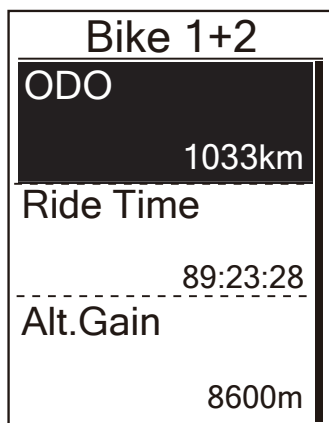 Bike 1+2
ODO
1033km
Ride Time
89:23:28
Alt.Gain
8600m